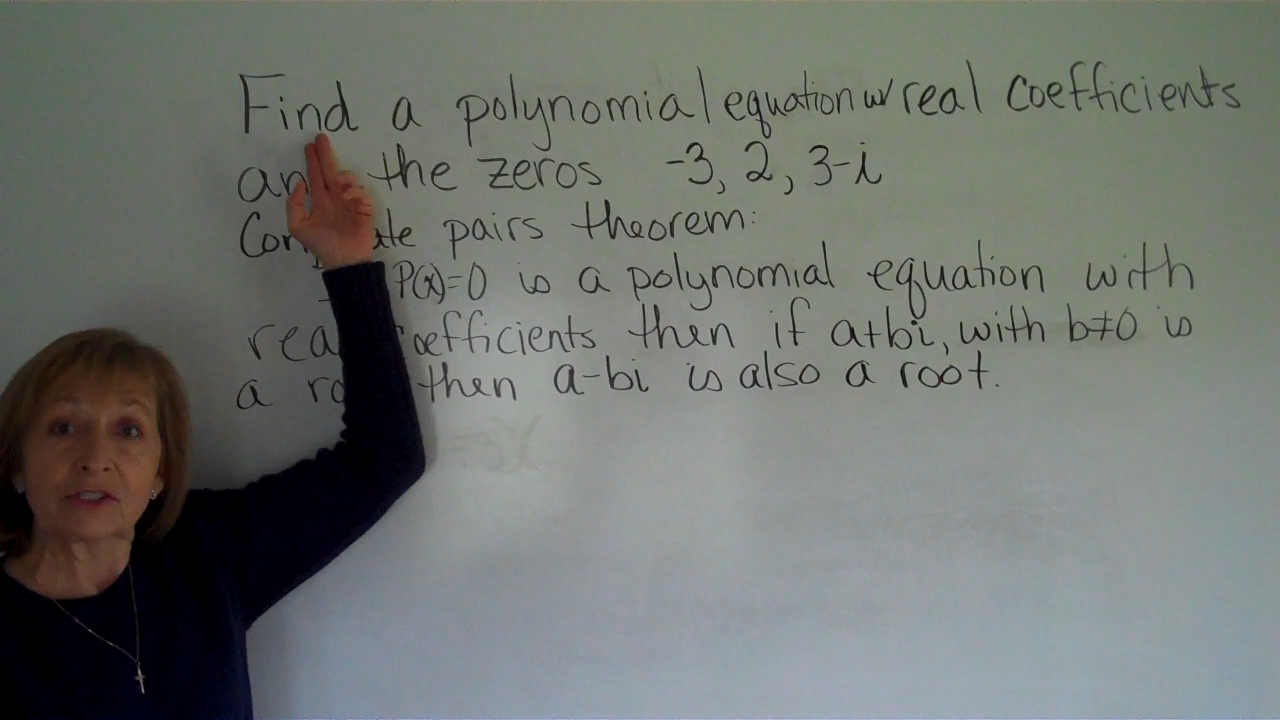 Find a polynomial equation w/ real coefficients
the zeros -3, 2, 3-i
pairs theorem:
P(x)=0 is a polynomial equation with
then if a+bi, with b≠0 is
a then a-bi is also a root.